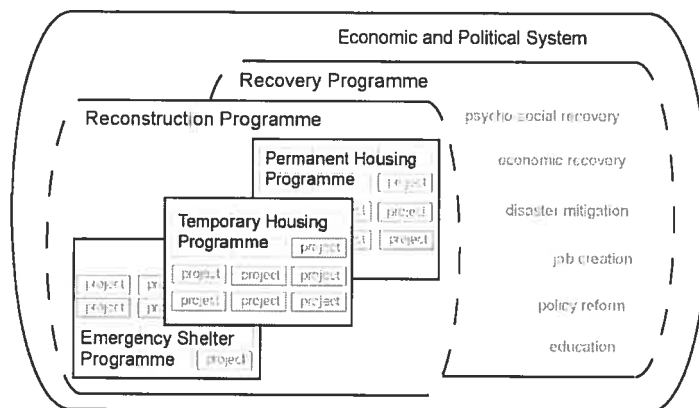 Economic and Political System
Recovery Programme
Reconstruction Programme
psycho-social recovery
Permanent Housing
Programme
project
economic recovery
project
project
disaster mitigation
Temporary Housing
Programme
project
project
project
project
project
project
project
job creation
project
project
policy reform
Emergency Shelter
Programme
project
education